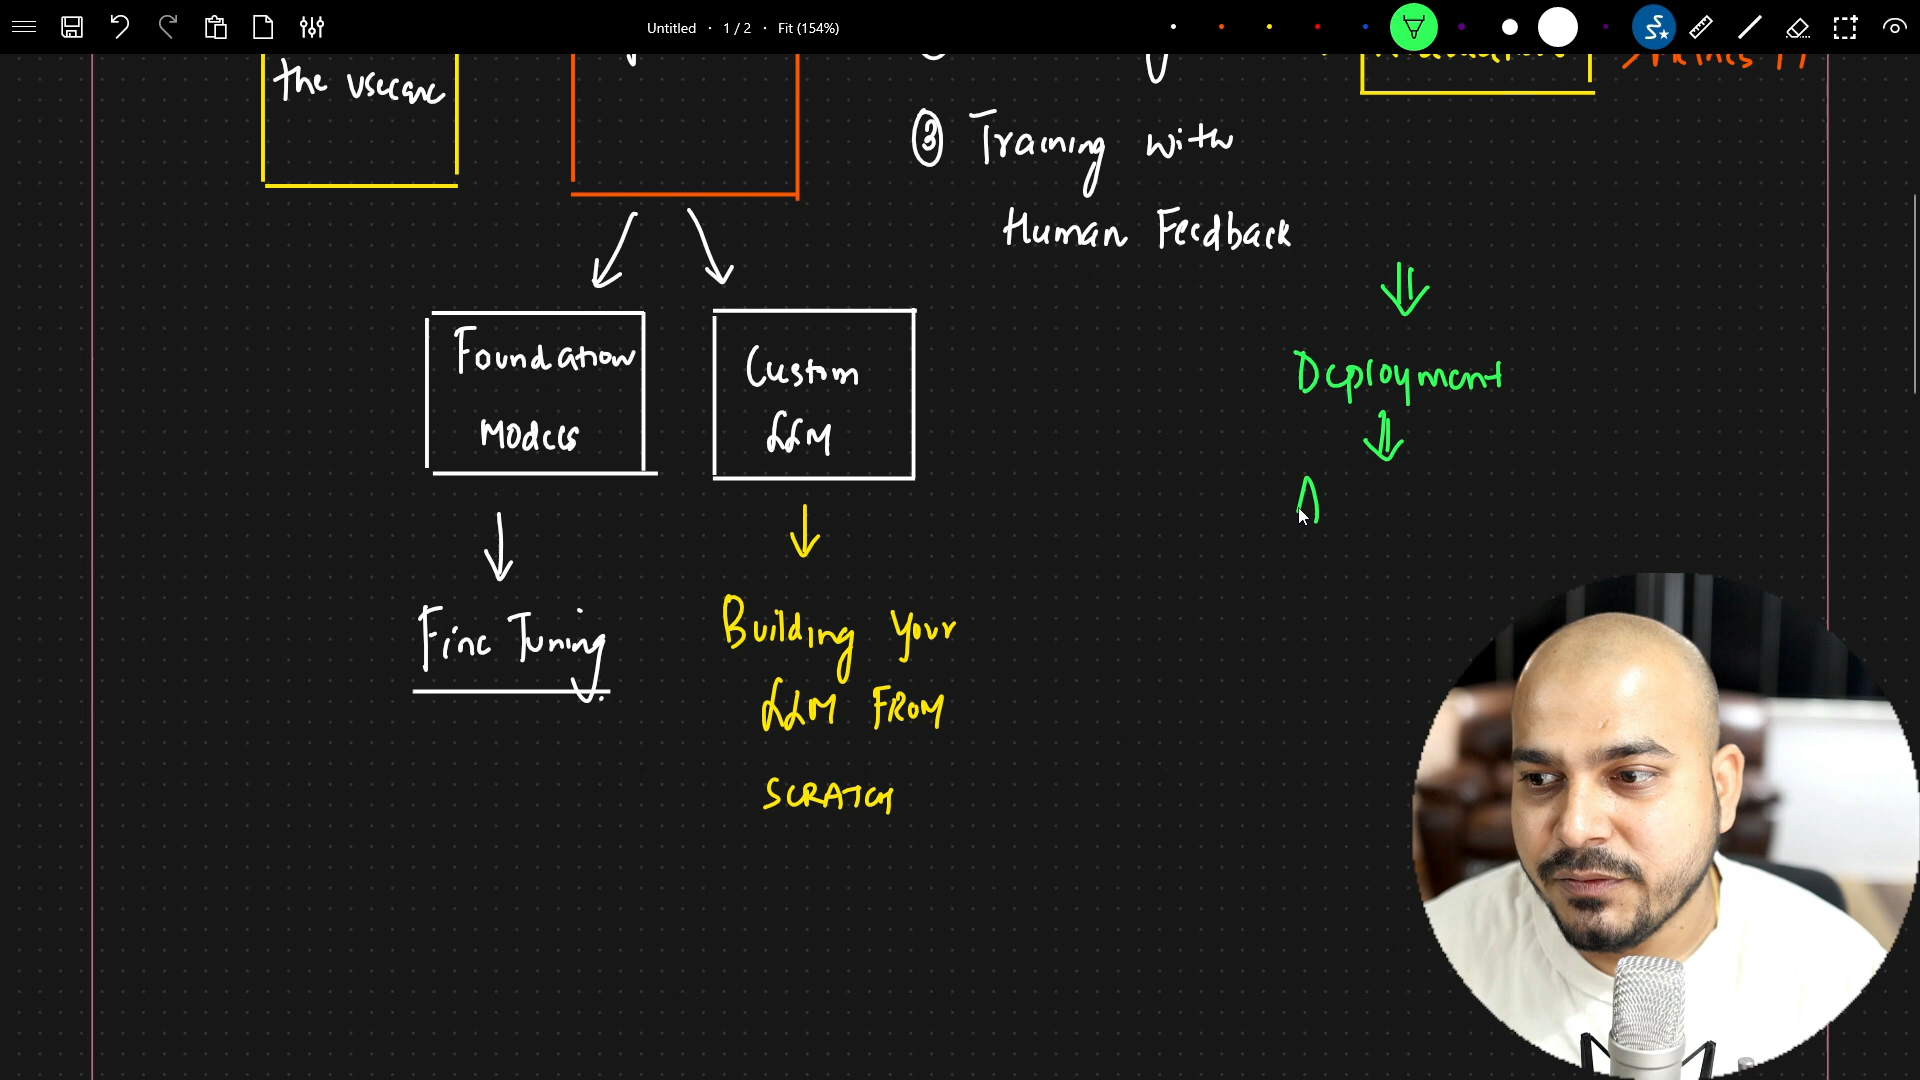 Untitled · 1 / 2 · Fit (154%)
the usecase
③ Training with
Human Feedback
Foundation
Models
Custom
LLM
Deployment
Fine Tuning.
Building Your
LLM FROM
SCRATCH